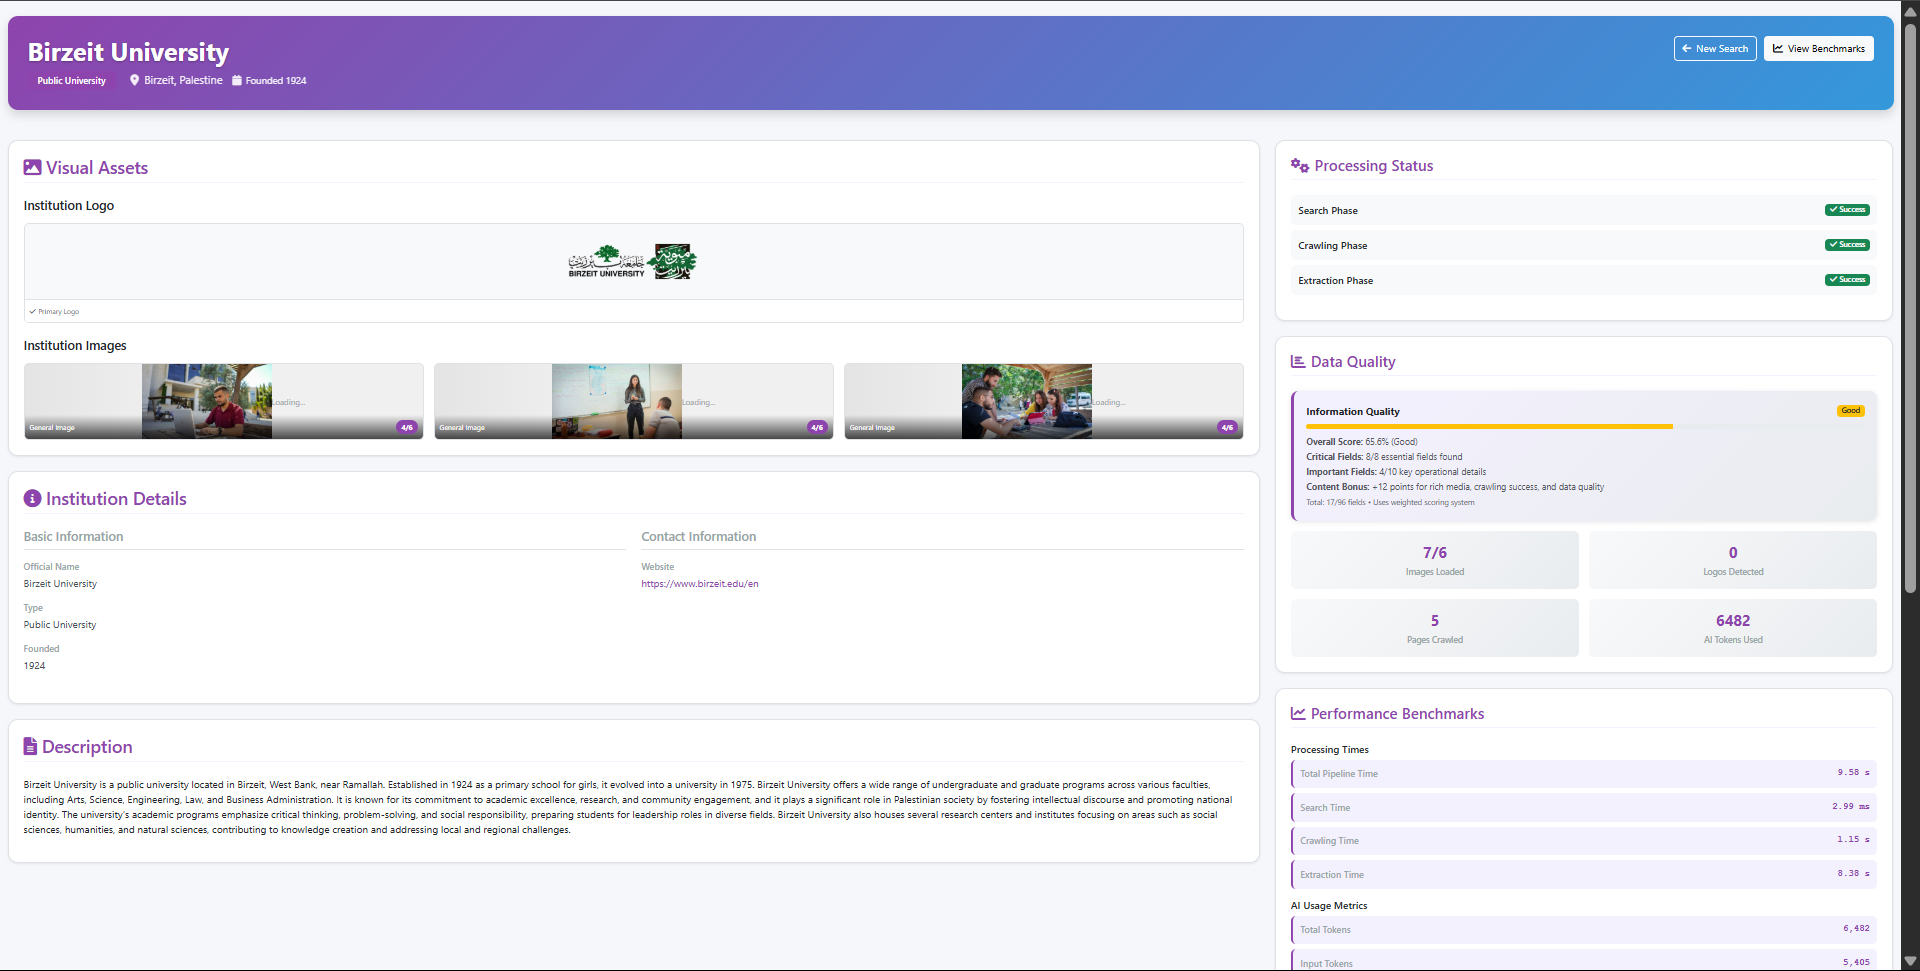 Birzeit University
Public University Birzeit, Palestine Founded 1924
New Search
View Benchmarks
Visual Assets
Institution Logo
جامعة بيرزيت
BIRZEIT UNIVERSITY
Primary Logo
Institution Images
Loading...
General Image
4/6
Loading...
General Image
4/6
Loading...
General Image
4/6
Institution Details
Basic Information
Official Name
Birzeit University
Type
Public University
Founded
1924
Contact Information
Website
https://www.birzeit.edu/en
Description
Birzeit University is a public university located in Birzeit, West Bank, near Ramallah. Established in 1924 as a primary school for girls, it evolved into a university in 1975. Birzeit University offers a wide range of undergraduate and graduate programs across various faculties,
including Arts, Science, Engineering, Law, and Business Administration. It is known for its commitment to academic excellence, research, and community engagement, and it plays a significant role in Palestinian society by fostering intellectual discourse and promoting national
identity. The university's academic programs emphasize critical thinking, problem-solving, and social responsibility, preparing students for leadership roles in diverse fields. Birzeit University also houses several research centers and institutes focusing on areas such as social
sciences, humanities, and natural sciences, contributing to knowledge creation and addressing local and regional challenges.
Processing Status
Search Phase Success
Crawling Phase Success
Extraction Phase Success
Data Quality
Information Quality Good
Overall Score: 65.6% (Good)
Critical Fields: 8/8 essential fields found
Important Fields: 4/10 key operational details
Content Bonus: +12 points for rich media, crawling success, and data quality
Total: 17/96 fields • Uses weighted scoring system
7/6
Images Loaded
0
Logos Detected
5
Pages Crawled
6482
AI Tokens Used
Performance Benchmarks
Processing Times
Total Pipeline Time 9.58 s
Search Time 2.99 ms
Crawling Time 1.15 s
Extraction Time 8.38 s
AI Usage Metrics
Total Tokens 6,482
Input Tokens 5,405